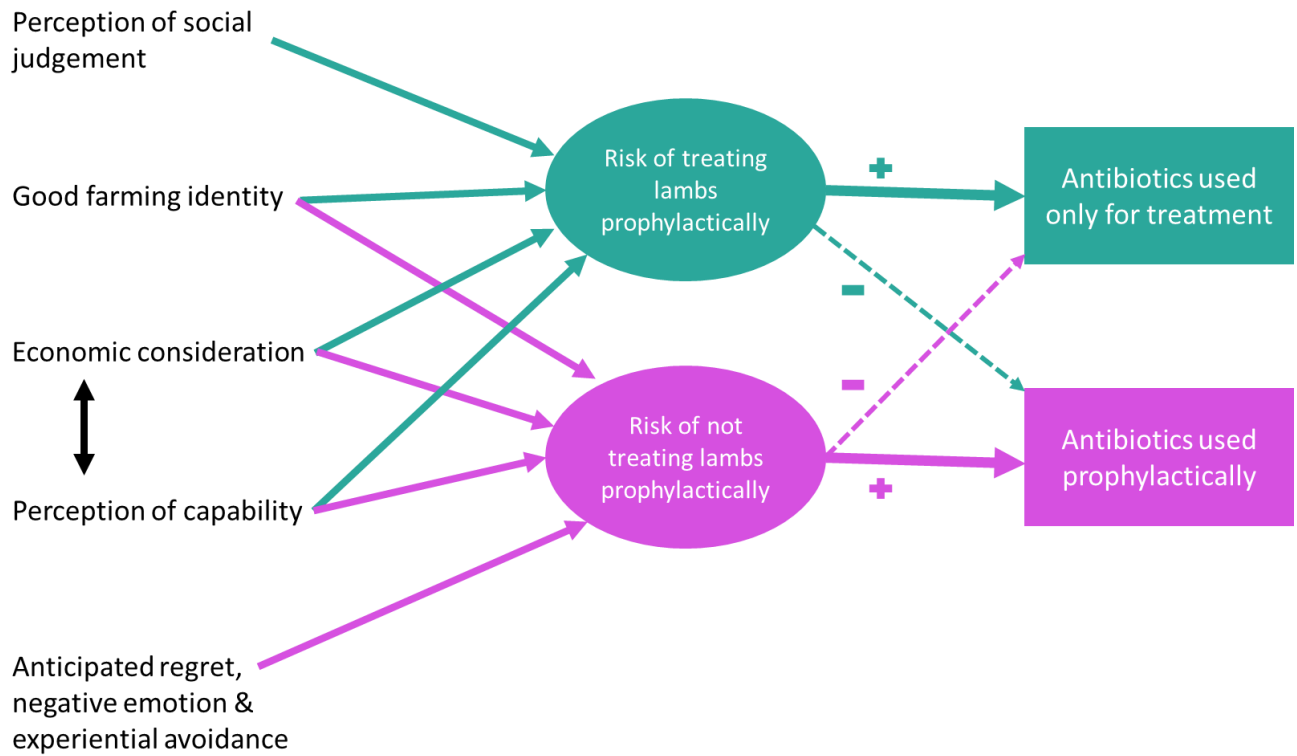 Perception of social
judgement
Good farming identity
Economic consideration
Perception of capability
Anticipated regret,
negative emotion &
experiential avoidance
Risk of treating
lambs
prophylactically
Risk of not
treating lambs
prophylactically
+
-
-
+
Antibiotics used
only for treatment
Antibiotics used
prophylactically